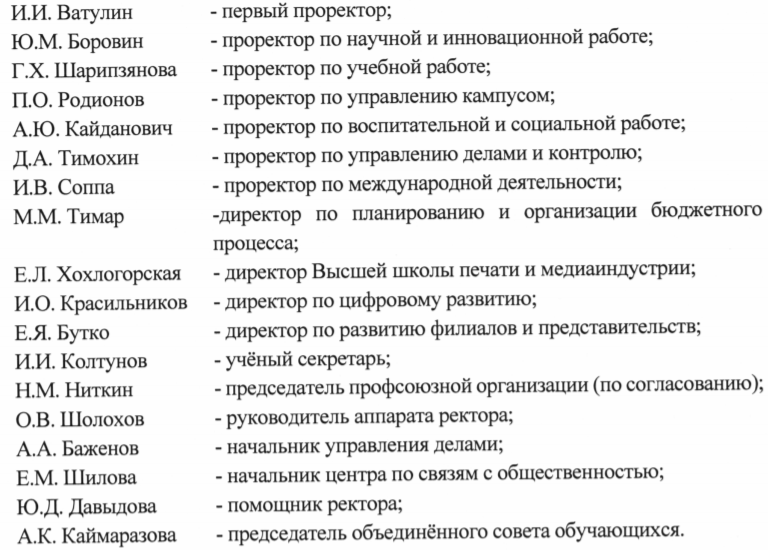 И.И. Ватулин - первый проректор;
Ю.М. Боровин - проректор по научной и инновационной работе;
Г.Х. Шарипзянова - проректор по учебной работе;
П.О. Родионов - проректор по управлению кампусом;
А.Ю. Кайданович - проректор по воспитательной и социальной работе;
Д.А. Тимохин - проректор по управлению делами и контролю;
И.В. Соппа - проректор по международной деятельности;
М.М. Тимар -директор по планированию и организации бюджетного
процесса;
Е.Л. Хохлогорская - директор Высшей школы печати и медиаиндустрии;
И.О. Красильников - директор по цифровому развитию;
Е.Я. Бутко - директор по развитию филиалов и представительств;
И.И. Колтунов - учёный секретарь;
Н.М. Ниткин - председатель профсоюзной организации (по согласованию);
О.В. Шолохов - руководитель аппарата ректора;
А.А. Баженов - начальник управления делами;
Е.М. Шилова - начальник центра по связям с общественностью;
Ю.Д. Давыдова - помощник ректора;
А.К. Каймаразова - председатель объединённого совета обучающихся.